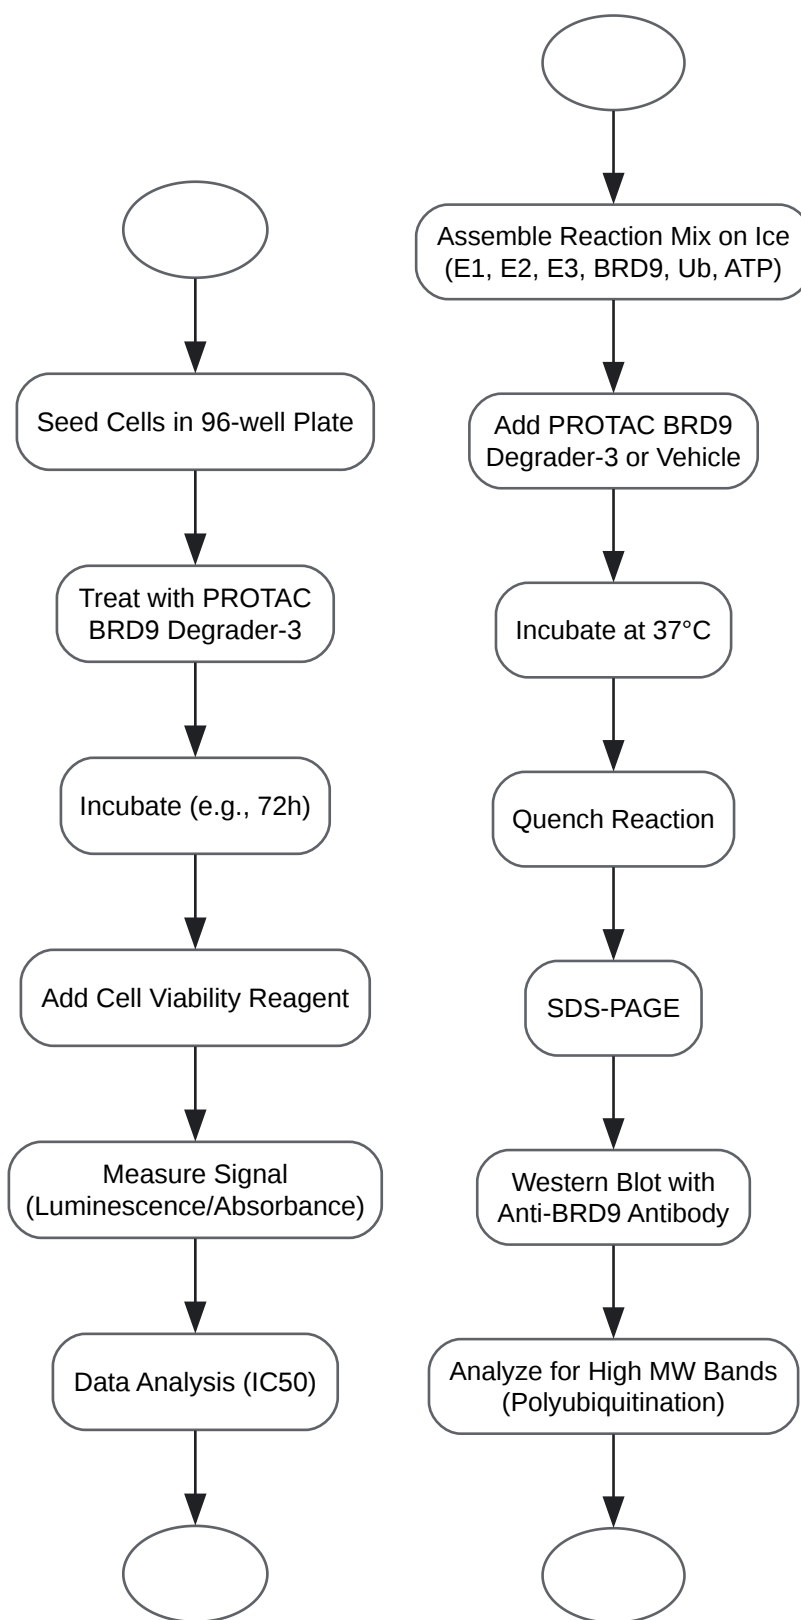 Seed Cells in 96-well Plate
Treat with PROTAC
BRD9 Degrader-3
Incubate (e.g., 72h)
Add Cell Viability Reagent
Measure Signal
(Luminescence/Absorbance)
Data Analysis (IC50)
Assemble Reaction Mix on Ice
(E1, E2, E3, BRD9, Ub, ATP)
Add PROTAC BRD9
Degrader-3 or Vehicle
Incubate at 37°C
Quench Reaction
SDS-PAGE
Western Blot with
Anti-BRD9 Antibody
Analyze for High MW Bands
(Polyubiquitination)